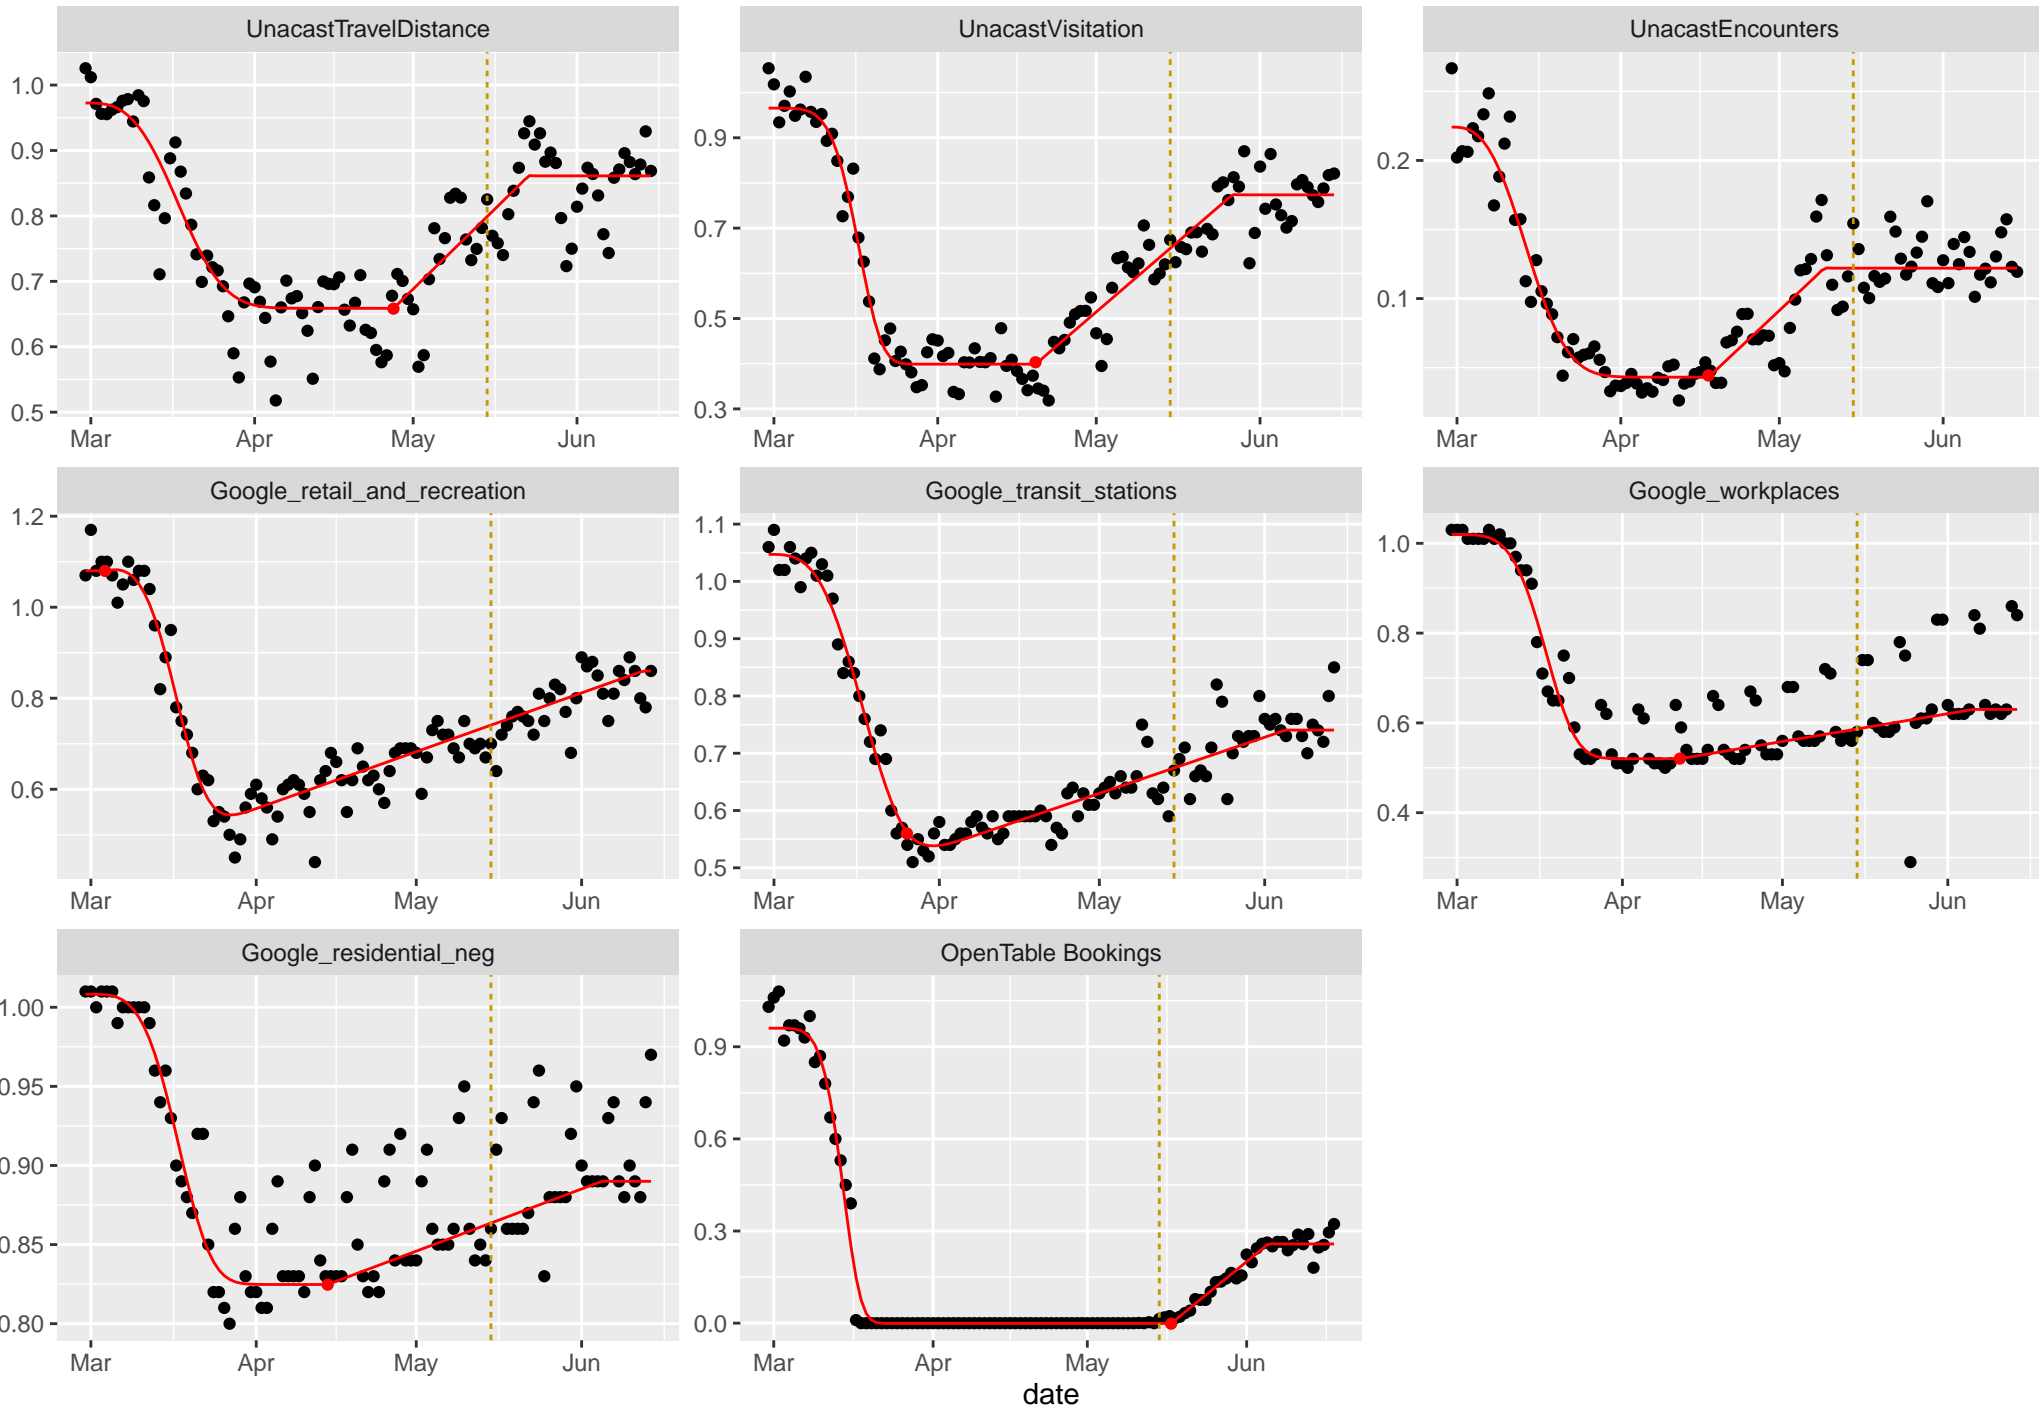 UnacastTravelDistance
UnacastVisitation
UnacastEncounters
1.0
0.9
0.8
0.7
0.6
0.5
Mar Apr May Jun
0.9
0.7
0.5
0.3
Mar Apr May Jun
0.2
0.1
Mar Apr May Jun
Google_retail_and_recreation
Google_transit_stations
Google_workplaces
1.2
1.0
0.8
0.6
Mar Apr May Jun
1.1
1.0
0.9
0.8
0.7
0.6
0.5
Mar Apr May Jun
1.0
0.8
0.6
0.4
Mar Apr May Jun
Google_residential_neg
OpenTable Bookings
1.00
0.95
0.90
0.85
0.80
Mar Apr May Jun
0.9
0.6
0.3
0.0
Mar Apr May Jun
date